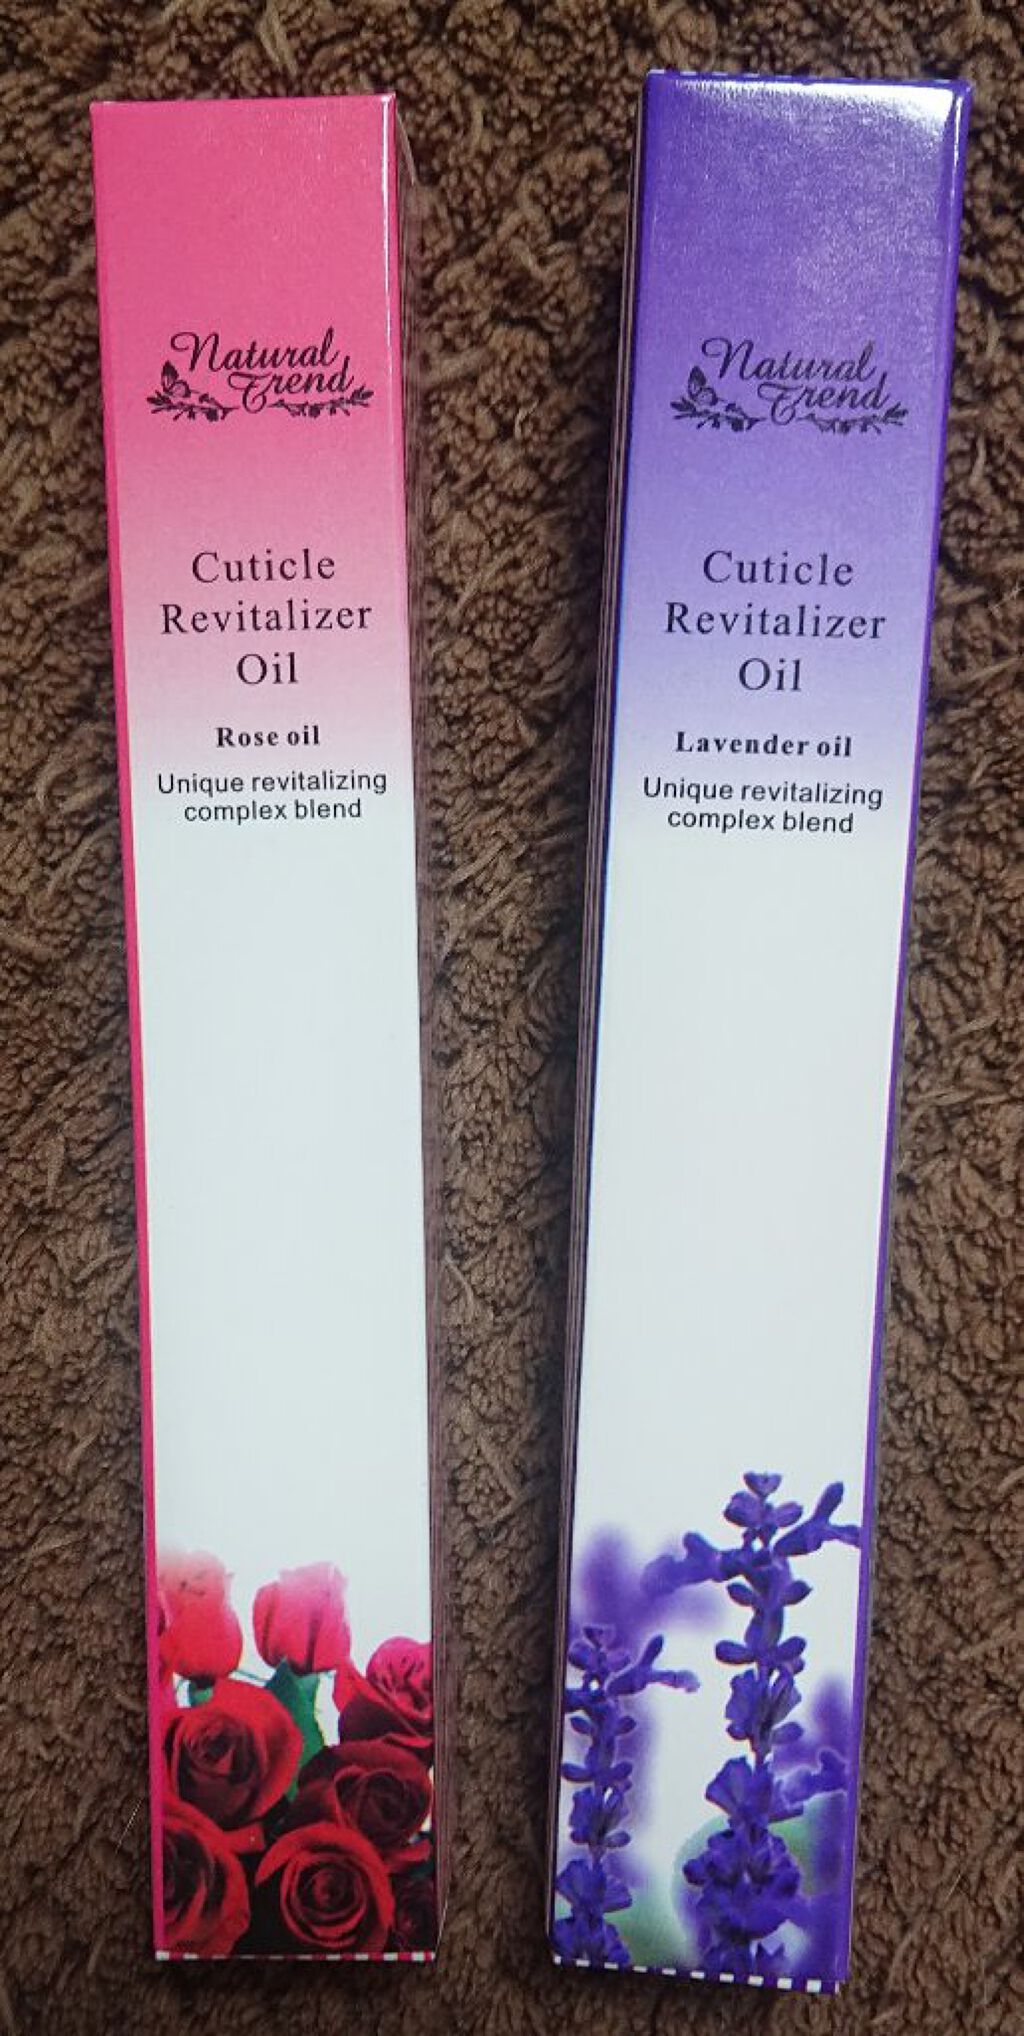 Natural
Trend
Cuticle
Revitalizer
Oil
Rose oil
Unique revitalizing
complex blend
Natural
Trend
Cuticle
Revitalizer
Oil
Lavender oil
Unique revitalizing
complex blend